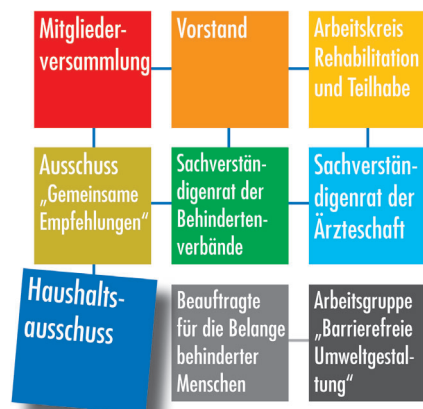 Mitglieder-
versammlung
Vorstand
Arbeitskreis
Rehabilitation
und Teilhabe
Ausschuss
„Gemeinsame
Empfehlungen“
Sachverstän-
digenrat der
Behinderten-
verbände
Sachverstän-
digenrat der
Ärzteschaft
Haushalts-
ausschuss
Beauftragte
für die Belange
behinderter
Menschen
Arbeitsgruppe
„Barrierefreie
Umweltgestal-
tung“